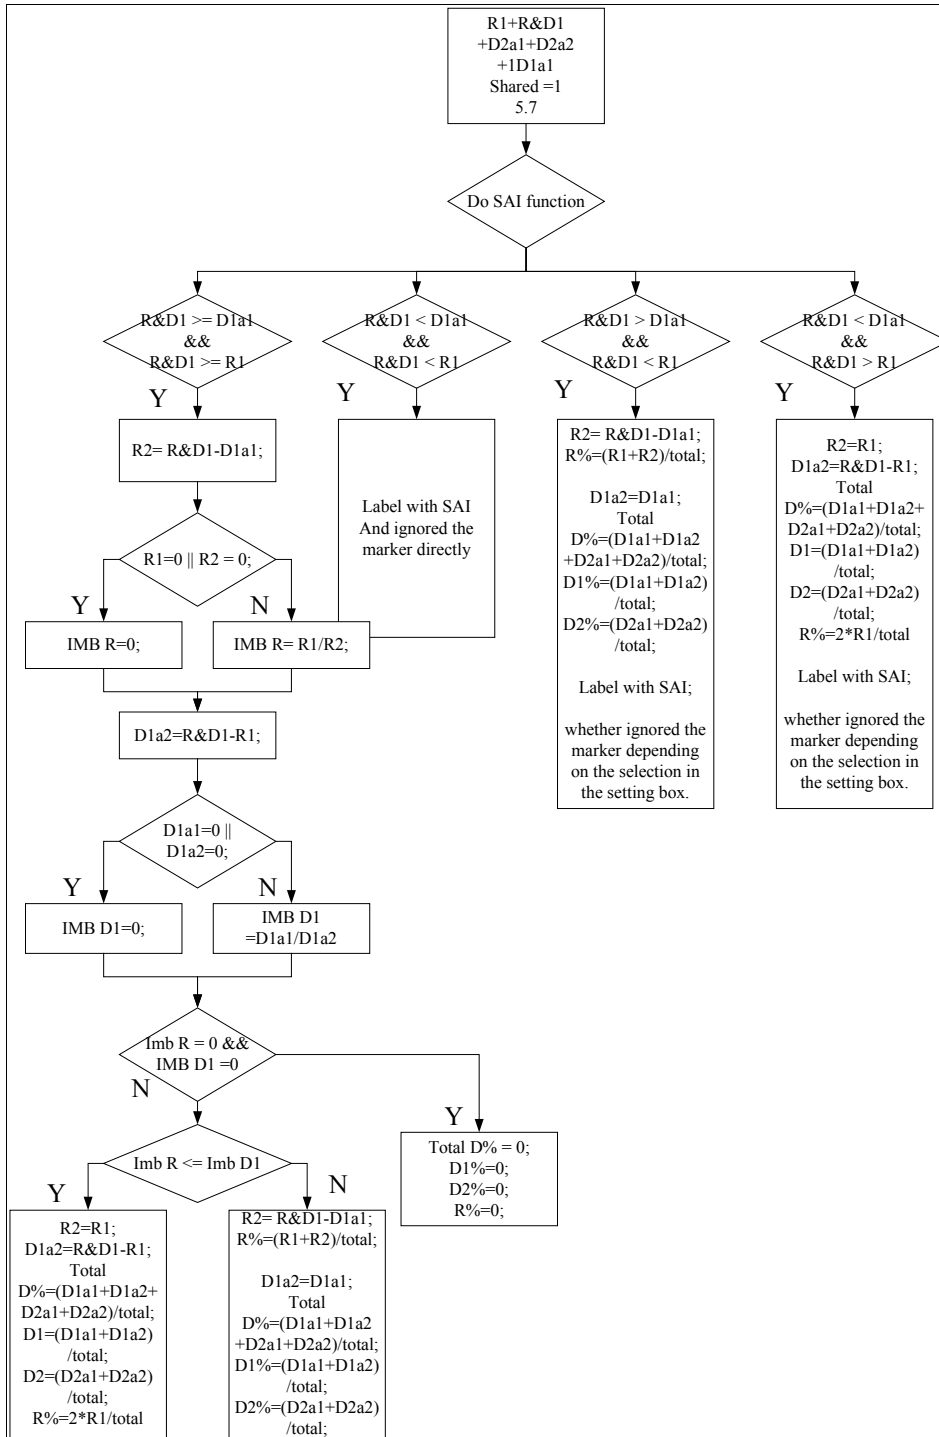 R1+R&D1
+D2a1+D2a2
+1D1a1
Shared =1
5.7
Do SAI function
R&D1 >= D1a1
&&
R&D1 >= R1
R&D1 < D1a1
&&
R&D1 < R1
R&D1 > D1a1
&&
R&D1 < R1
R&D1 < D1a1
&&
R&D1 > R1
Y
Y
Y
Y
R2= R&D1-D1a1;
Label with SAI
And ignored the
marker directly
R2= R&D1-D1a1;
R%=(R1+R2)/total;
D1a2=D1a1;
Total
D%=(D1a1+D1a2
+D2a1+D2a2)/total;
D1%=(D1a1+D1a2)
/total;
D2%=(D2a1+D2a2)
/total;
Label with SAI;
whether ignored the
marker depending
on the selection in
the setting box.
R2=R1;
D1a2=R&D1-R1;
Total
D%=(D1a1+D1a2+
D2a1+D2a2)/total;
D1=(D1a1+D1a2)
/total;
D2=(D2a1+D2a2)
/total;
R%=2*R1/total
Label with SAI;
whether ignored the
marker depending
on the selection in
the setting box.
R1=0 || R2 = 0;
Y
N
IMB R=0;
IMB R= R1/R2;
D1a2=R&D1-R1;
D1a1=0 ||
D1a2=0;
Y
N
IMB D1=0;
IMB D1
=D1a1/D1a2
Imb R = 0 &&
IMB D1 =0
N
Y
Total D% = 0;
D1%=0;
D2%=0;
R%=0;
Imb R <= Imb D1
Y
N
R2=R1;
D1a2=R&D1-R1;
Total
D%=(D1a1+D1a2+
D2a1+D2a2)/total;
D1=(D1a1+D1a2)
/total;
D2=(D2a1+D2a2)
/total;
R%=2*R1/total
R2= R&D1-D1a1;
R%=(R1+R2)/total;
D1a2=D1a1;
Total
D%=(D1a1+D1a2
+D2a1+D2a2)/total;
D1%=(D1a1+D1a2)
/total;
D2%=(D2a1+D2a2)
/total;